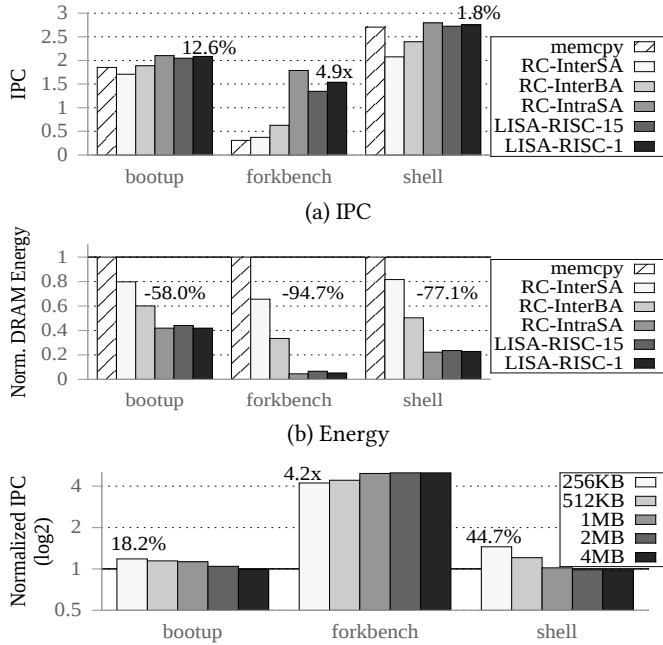 3
2.5
2
1.5
1
0.5
0
IPC
12.6%
4.9x
1.8%
bootup
forkbench
shell
memcpy
RC-InterSA
RC-InterBA
RC-IntraSA
LISA-RISC-15
LISA-RISC-1
(a) IPC
1
0.8
0.6
0.4
0.2
0
Norm. DRAM Energy
-58.0%
-94.7%
-77.1%
bootup
forkbench
shell
memcpy
RC-InterSA
RC-InterBA
RC-IntraSA
LISA-RISC-15
LISA-RISC-1
(b) Energy
4
2
1
0.5
Normalized IPC
(log2)
18.2%
4.2x
44.7%
bootup
forkbench
shell
256KB
512KB
1MB
2MB
4MB